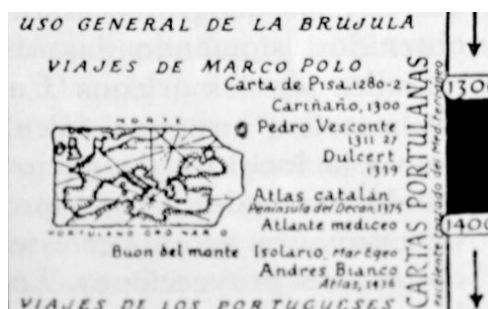 USO GENERAL DE LA BRUJULA
VIAJES DE MARCO POLO
Carta de Pisa, 128-2
Cariñaño, 1300
Pedro Vesconte
1311 27
Dulcert
1339
Atlas catalán
Peninsula del Decan, 1375
Atlante mediceo
Buon del monte Isolario, Mar Egeo
Andres Bianco
Atlas, 1436
VIAJES DE LOS PORTUGUESES
CARTAS PORTULANAS
1300
1400